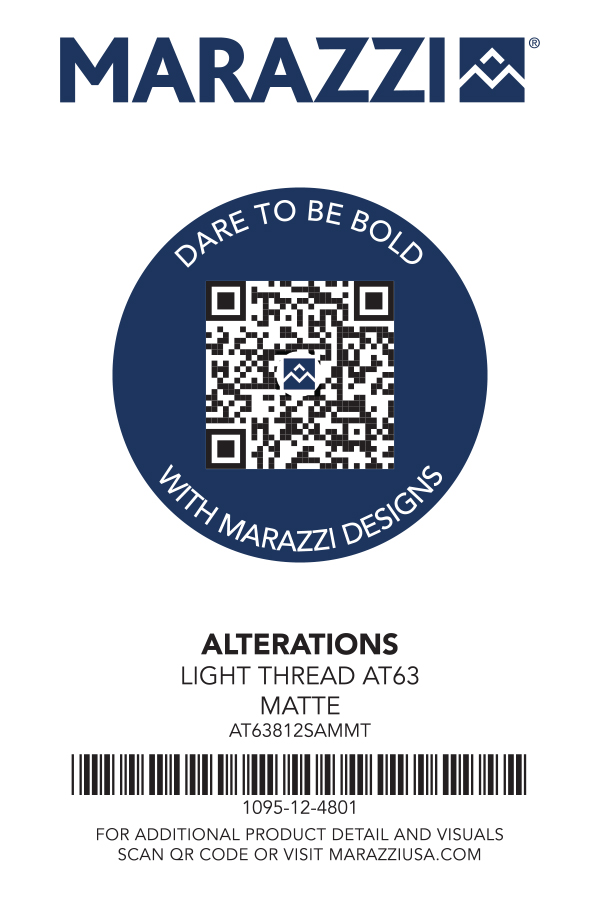 MARAZZI®
DARE TO BE BOLD
WITH MARAZZI DESIGNS
ALTERATIONS
LIGHT THREAD AT63
MATTE
AT63812SAMMT
1095-12-4801
FOR ADDITIONAL PRODUCT DETAIL AND VISUALS
SCAN QR CODE OR VISIT MARAZZIUSA.COM